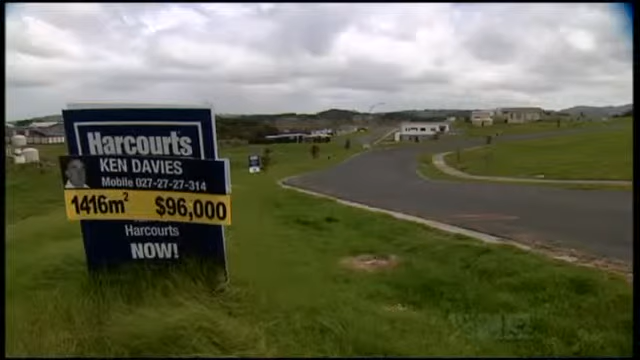 Harcourts
KEN DAVIES
Mobile 027-27-27-314
1416m² $96,000
Harcourts
NOW!